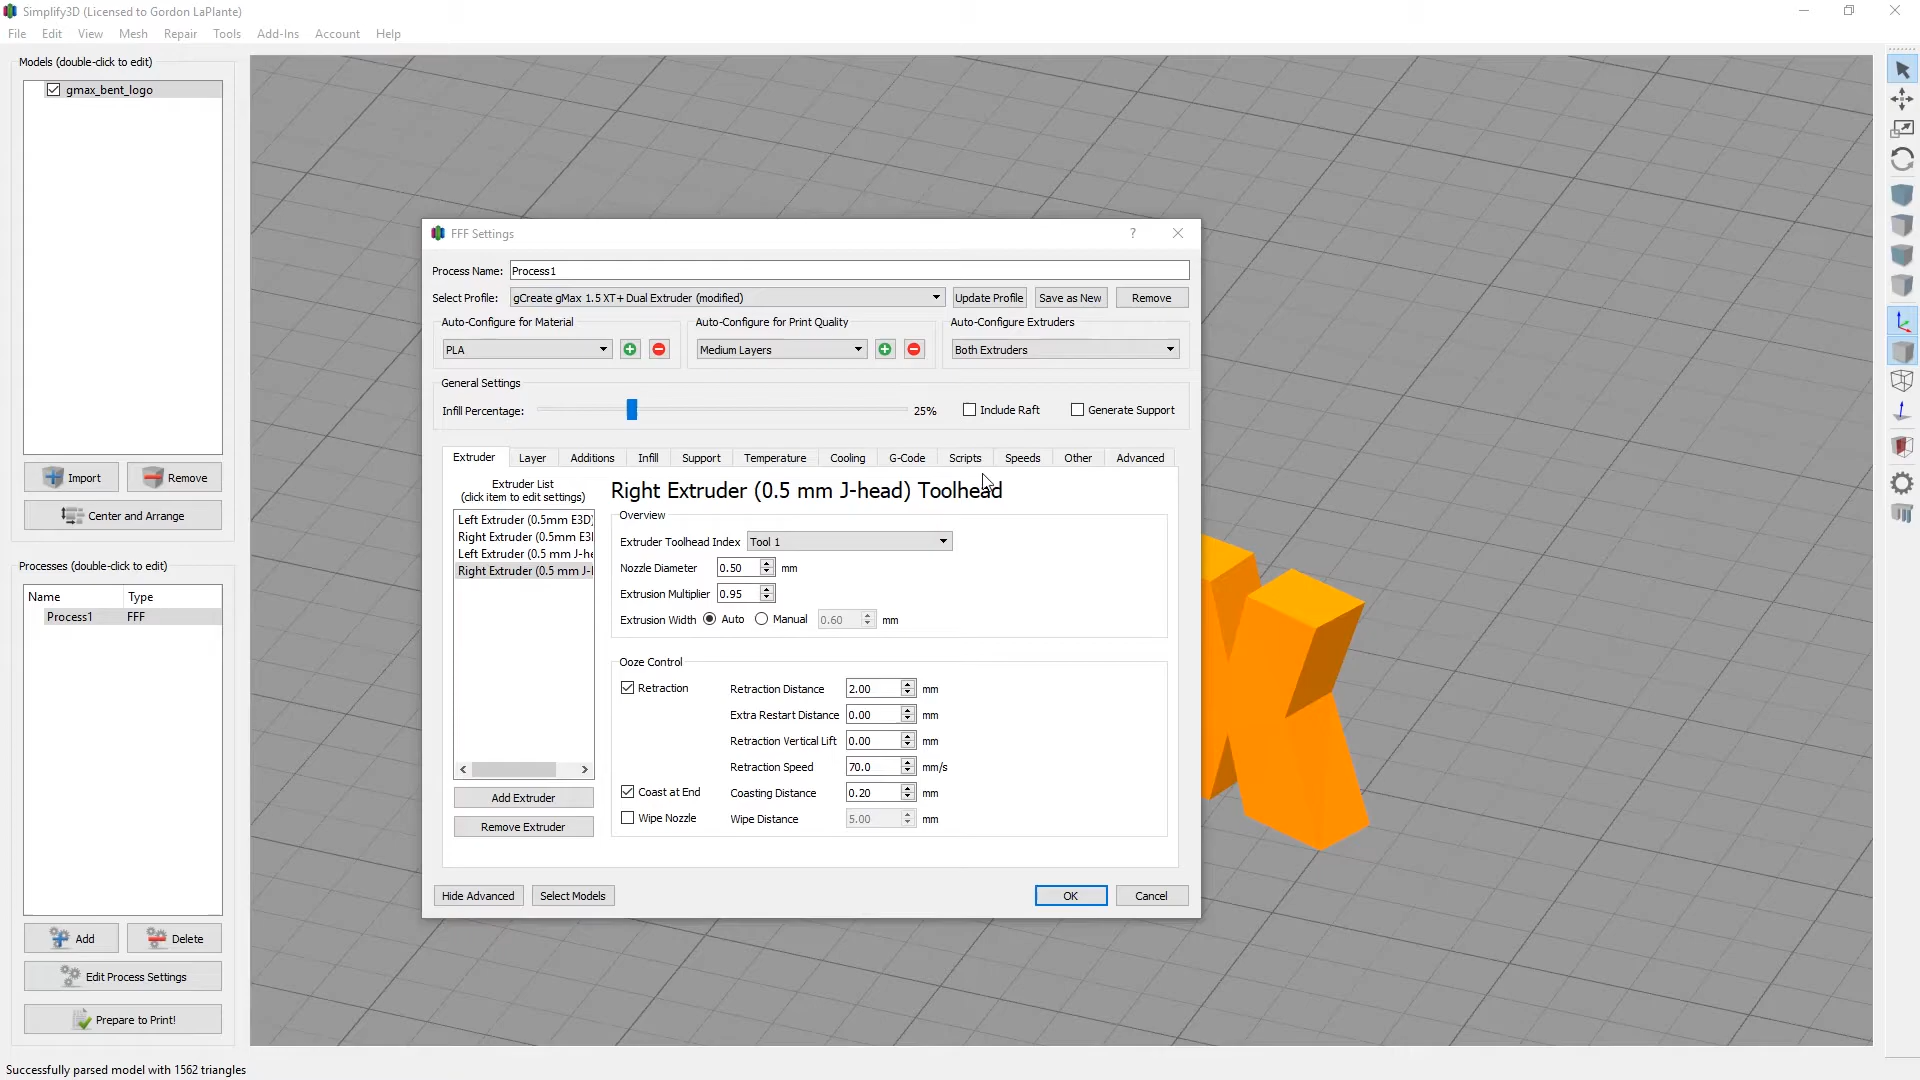 Simplify3D (Licensed to Gordon LaPlante)
File Edit View Mesh Repair Tools Add-Ins Account Help
Models (double-click to edit)
gmax_bent_logo
Import Remove
Center and Arrange
Processes (double-click to edit)
Name Type
Process1 FFF
Add Delete
Edit Process Settings
Prepare to Print!
Successfully parsed model with 1562 triangles
FFF Settings
Process Name: Process1
Select Profile: gCreate gMax 1.5 XT+ Dual Extruder (modified) Update Profile Save as New Remove
Auto-Configure for Material Auto-Configure for Print Quality Auto-Configure Extruders
PLA Medium Layers Both Extruders
General Settings
Infill Percentage: 25% Include Raft Generate Support
Extruder Layer Additions Infill Support Temperature Cooling G-Code Scripts Speeds Other Advanced
Extruder List
(click item to edit settings)
Left Extruder (0.5mm E3D)
Right Extruder (0.5mm E3
Left Extruder (0.5 mm J-he
Right Extruder (0.5 mm J-
Add Extruder
Remove Extruder
Right Extruder (0.5 mm J-head) Toolhead
Overview
Extruder Toolhead Index Tool 1
Nozzle Diameter 0.50 mm
Extrusion Multiplier 0.95
Extrusion Width Auto Manual 0.60 mm
Ooze Control
Retraction Retraction Distance 2.00 mm
Extra Restart Distance 0.00 mm
Retraction Vertical Lift 0.00 mm
Retraction Speed 70.0 mm/s
Coast at End Coasting Distance 0.20 mm
Wipe Nozzle Wipe Distance 5.00 mm
Hide Advanced Select Models OK Cancel